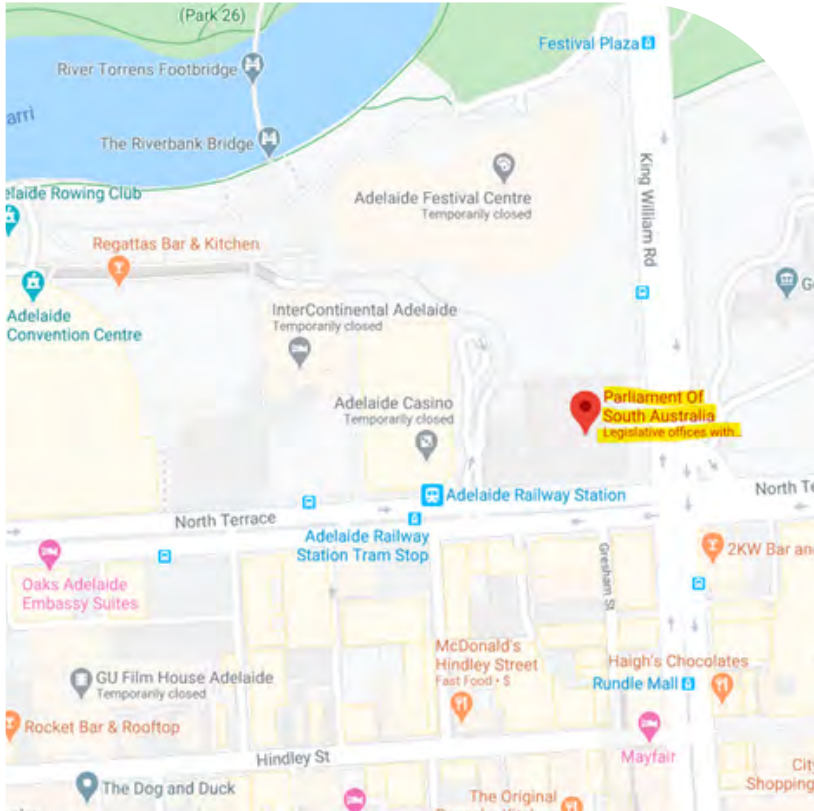 (Park 26)
Festival Plaza
River Torrens Footbridge
arri
The Riverbank Bridge
King William Rd
Adelaide Festival Centre
Temporarily closed
elaide Rowing Club
Regattas Bar & Kitchen
Adelaide
Convention Centre
InterContinental Adelaide
Temporarily closed
G
Adelaide Casino
Temporarily closed
Parliament Of
South Australia
Legislative offices with...
Adelaide Railway Station
North Te
North Terrace
Adelaide Railway
Station Tram Stop
Gresham St
2KW Bar an
Oaks Adelaide
Embassy Suites
McDonald's
Hindley Street
Fast Food • $
Haigh's Chocolates
Rundle Mall
GU Film House Adelaide
Temporarily closed
Rocket Bar & Rooftop
Hindley St
Mayfair
City
Shopping
The Dog and Duck
The Original